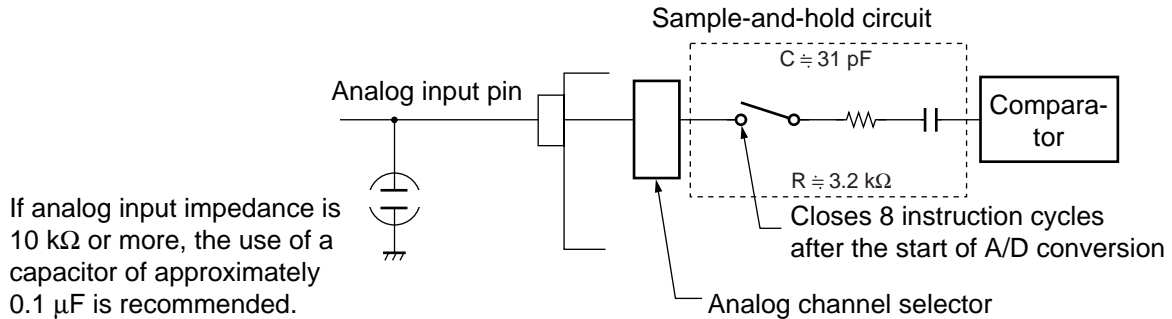 Sample-and-hold circuit
C ≒ 31 pF
Analog input pin
Compara-
tor
R ≒ 3.2 kΩ
If analog input impedance is
10 kΩ or more, the use of a
capacitor of approximately
0.1 µF is recommended.
Closes 8 instruction cycles
after the start of A/D conversion
Analog channel selector